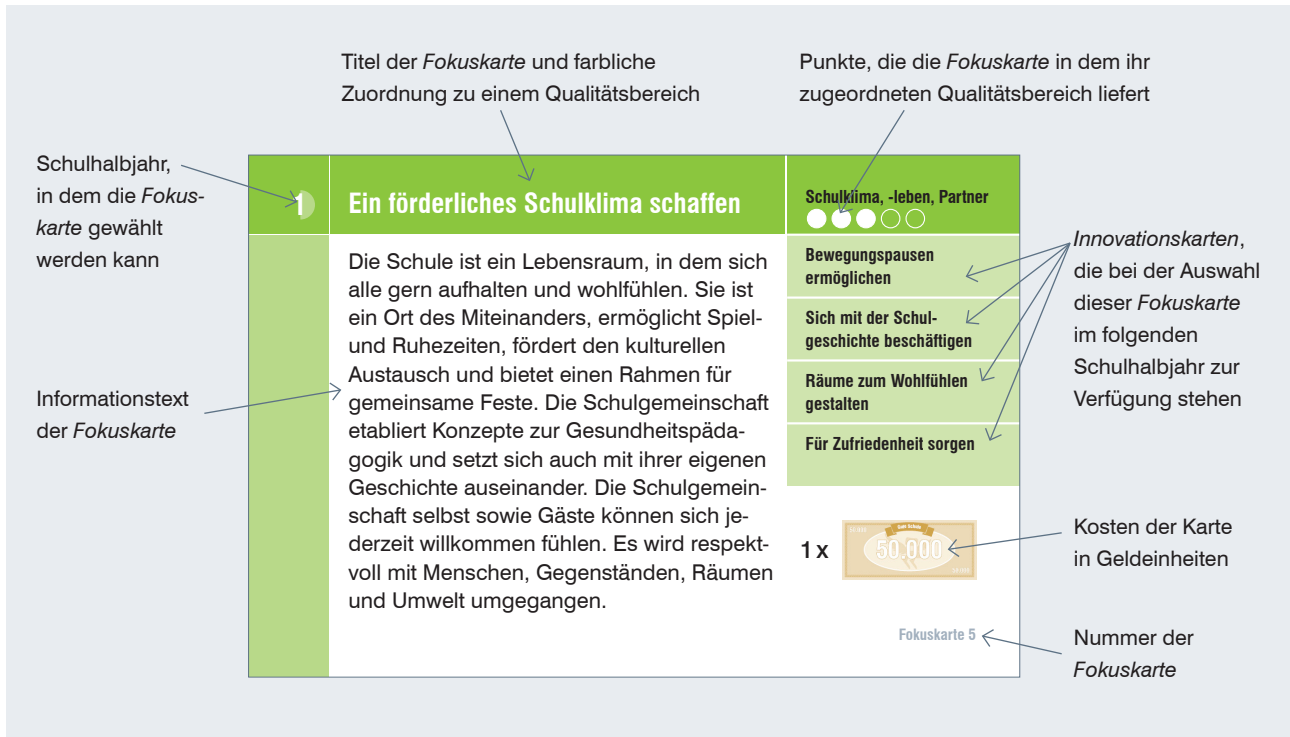 Titel der Fokuskarte und farbliche
Zuordnung zu einem Qualitätsbereich
Punkte, die die Fokuskarte in dem ihr
zugeordneten Qualitätsbereich liefert
Schulhalbjahr,
in dem die Fokus-
karte gewählt
werden kann
1
Ein förderliches Schulklima schaffen
Schulklima, -leben, Partner
Die Schule ist ein Lebensraum, in dem sich
alle gern aufhalten und wohlfühlen. Sie ist
ein Ort des Miteinanders, ermöglicht Spiel-
und Ruhezeiten, fördert den kulturellen
Austausch und bietet einen Rahmen für
gemeinsame Feste. Die Schulgemeinschaft
etabliert Konzepte zur Gesundheitspäda-
gogik und setzt sich auch mit ihrer eigenen
Geschichte auseinander. Die Schulgemein-
schaft selbst sowie Gäste können sich je-
derzeit willkommen fühlen. Es wird respekt-
voll mit Menschen, Gegenständen, Räumen
und Umwelt umgegangen.
Bewegungspausen
ermöglichen
Sich mit der Schul-
geschichte beschäftigen
Räume zum Wohlfühlen
gestalten
Für Zufriedenheit sorgen
1 x
Gute Schule
50.000
Fokuskarte 5
Informationstext
der Fokuskarte
Innovationskarten,
die bei der Auswahl
dieser Fokuskarte
im folgenden
Schulhalbjahr zur
Verfügung stehen
Kosten der Karte
in Geldeinheiten
Nummer der
Fokuskarte